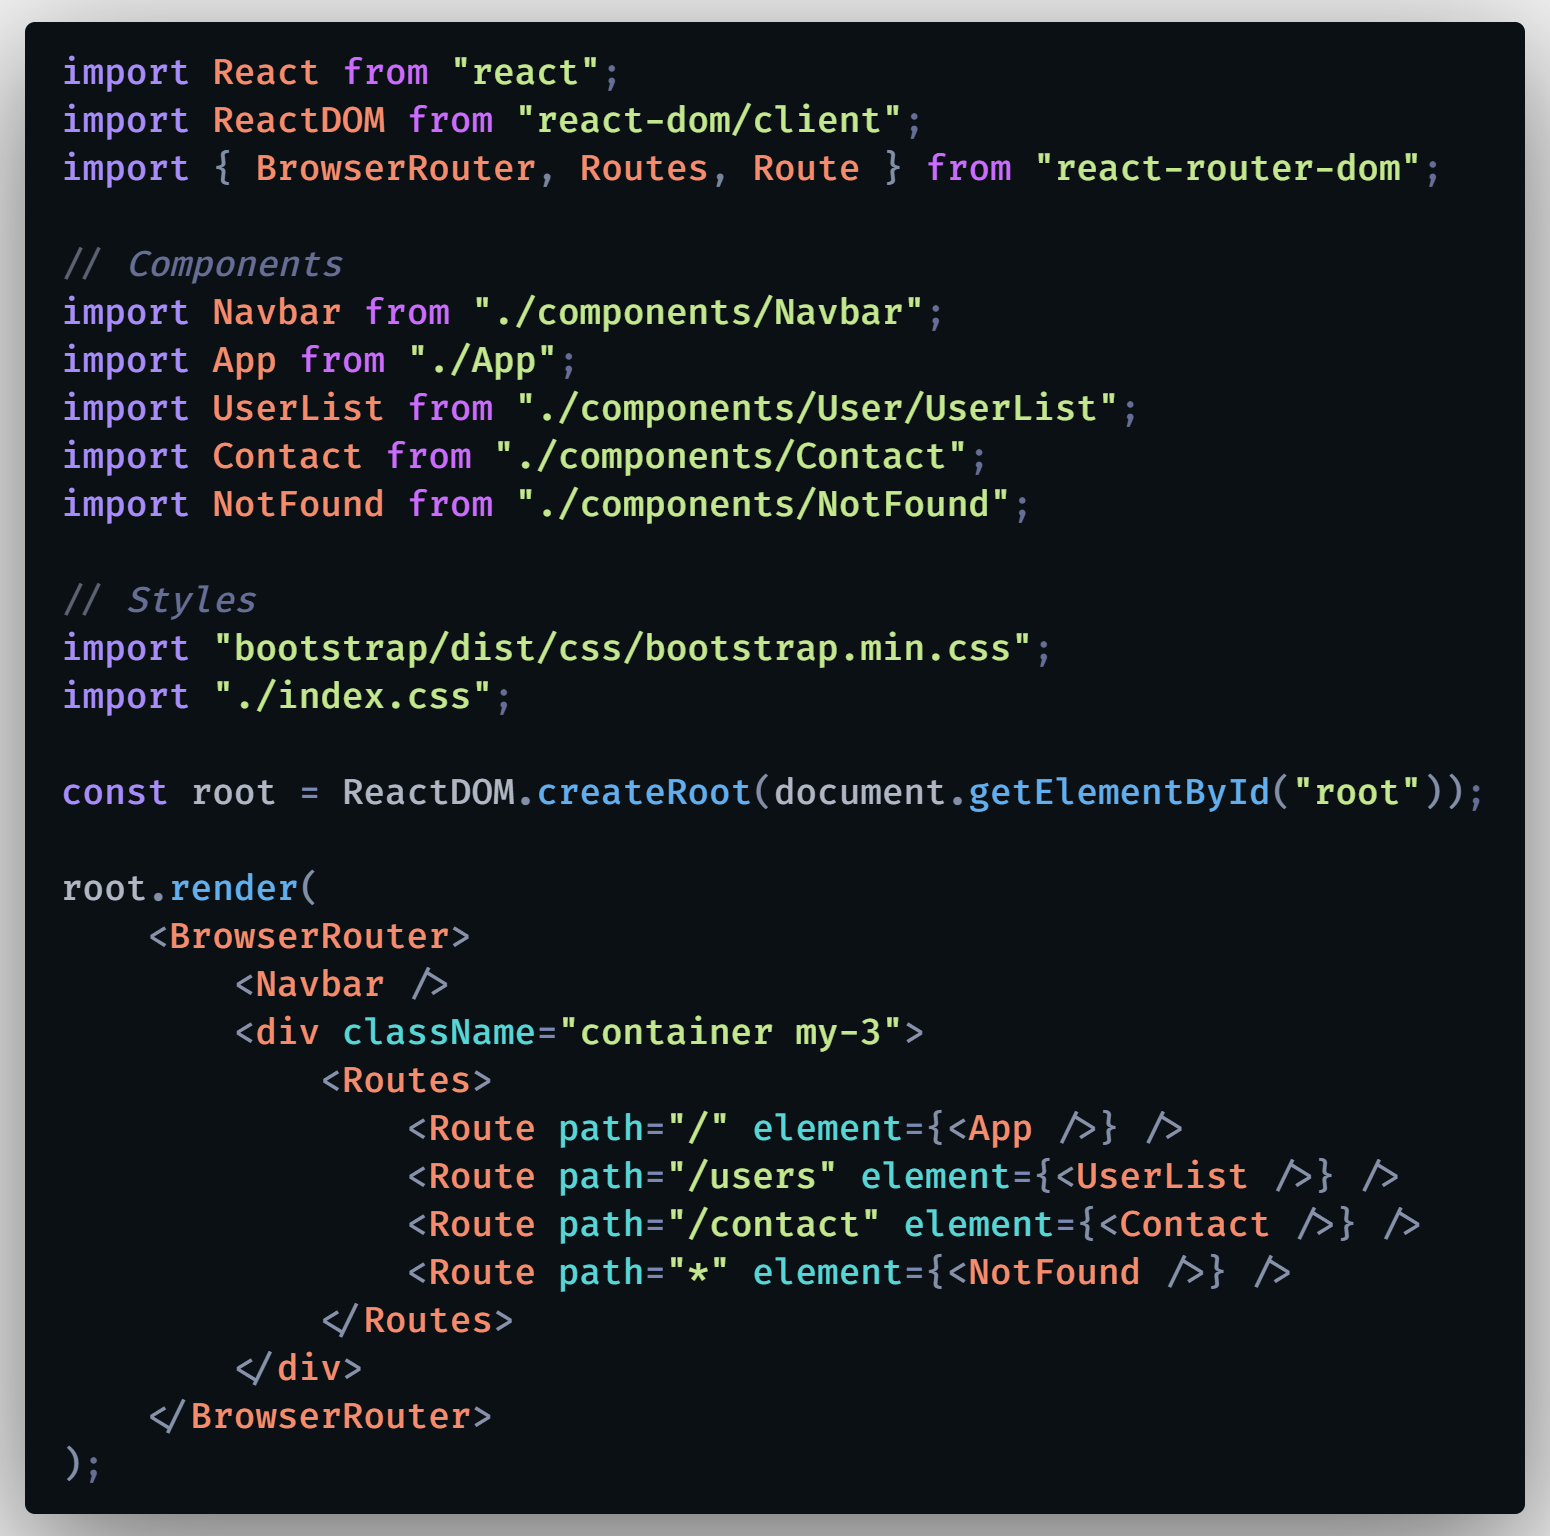 import React from "react";
import ReactDOM from "react-dom/client";
import { BrowserRouter, Routes, Route } from "react-router-dom";

// Components
import Navbar from "./components/Navbar";
import App from "./App";
import UserList from "./components/User/UserList";
import Contact from "./components/Contact";
import NotFound from "./components/NotFound";

// Styles
import "bootstrap/dist/css/bootstrap.min.css";
import "./index.css";

const root = ReactDOM.createRoot(document.getElementById("root"));

root.render(
    <BrowserRouter>
        <Navbar />
        <div className="container my-3">
            <Routes>
                <Route path="/" element={<App />} />
                <Route path="/users" element={<UserList />} />
                <Route path="/contact" element={<Contact />} />
                <Route path="*" element={<NotFound />} />
            </Routes>
        </div>
    </BrowserRouter>
);